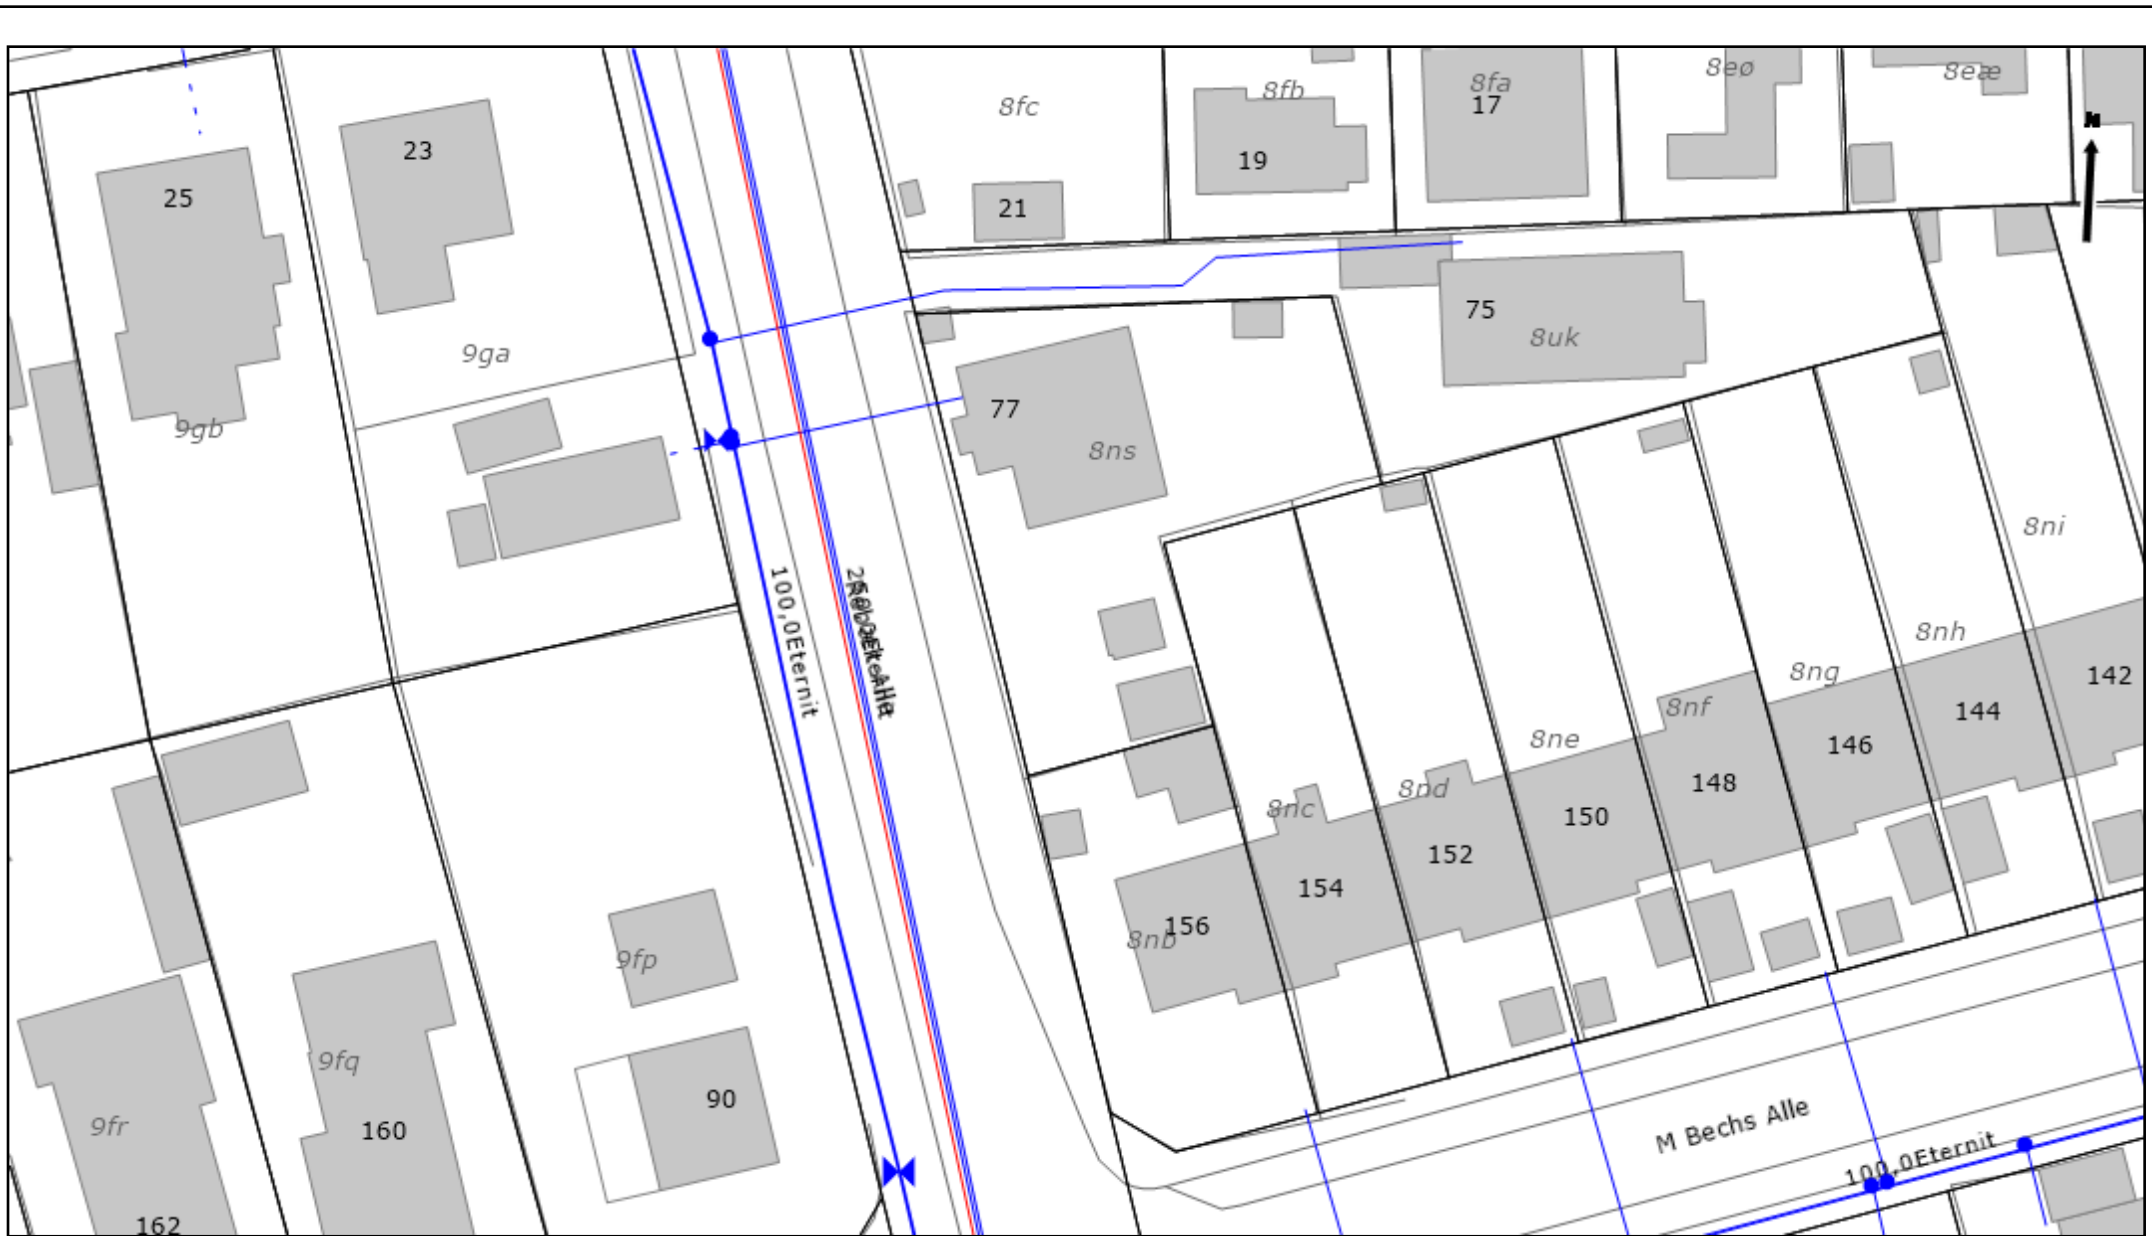 8fc
8fb
8fa
17
8eø
8eæ
N
23
25
19
21
75
8uk
9ga
77
9gb
8ns
8ni
100,0Eternit
8nh
142
8ng
8nf
144
8ne
146
8nd
148
8nc
150
152
154
156
8nb
9fp
9fq
90
M Bechs Alle
9fr
160
100,0Eternit
162